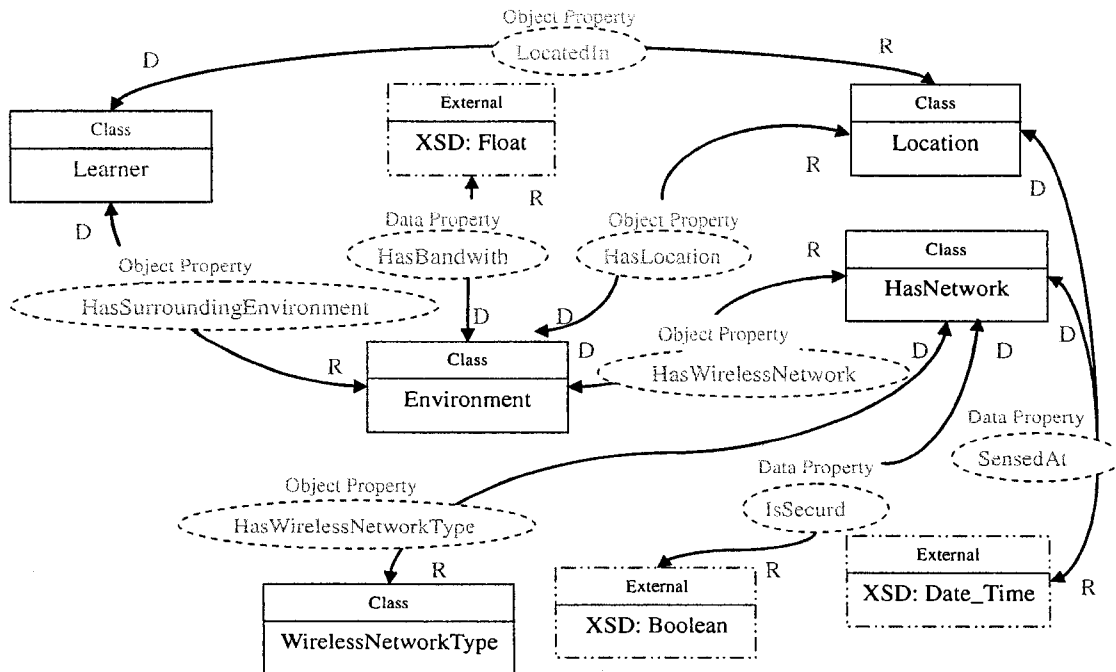 Object Property
LocatedIn
D
R
External
XSD: Float
Class
Learner
Class
Location
R
R
D
D
Data Property
HasBandwith
Object Property
HasLocation
Object Property
HasSurroundingEnvironment
R
Class
HasNetwork
D
D
D
R
Class
Environment
Object Property
HasWirelessNetwork
D
D
D
Data Property
SensedAt
Object Property
HasWirelessNetworkType
Data Property
IsSecurd
R
Class
WirelessNetworkType
R
External
XSD: Boolean
External
XSD: Date_Time
R